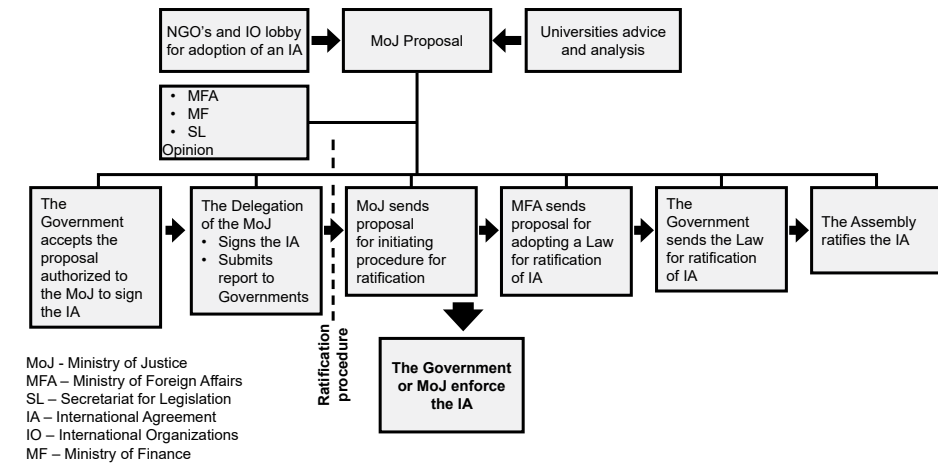 NGO's and IO lobby
for adoption of an IA
MoJ Proposal
Universities advice
and analysis
• MFA
• MF
• SL
Opinion
The
Government
accepts the
proposal
authorized to
the MoJ to sign
the IA
The Delegation
of the MoJ
• Signs the IA
• Submits
report to
Governments
MoJ sends
proposal
for initiating
procedure for
ratification
MFA sends
proposal for
adopting a Law
for ratification
of IA
The
Government
sends the Law
for ratification
of IA
The Assembly
ratifies the IA
Ratification
procedure
The Government
or MoJ enforce
the IA
MoJ - Ministry of Justice
MFA – Ministry of Foreign Affairs
SL – Secretariat for Legislation
IA – International Agreement
IO – International Organizations
MF – Ministry of Finance